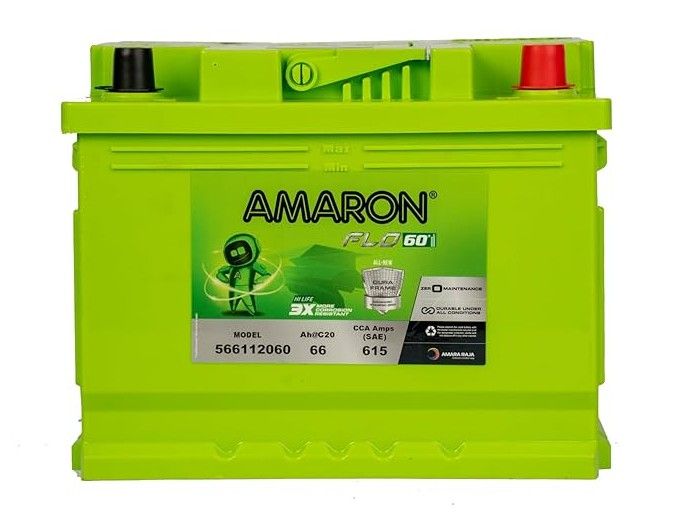 Max
Min
AMARON®
FLO 60
ALL-NEW
DURA
FRAME
HI LIFE
3X MORE
CORROSION
RESISTANT
ZERO MAINTENANCE
DURABLE UNDER
ALL CONDITIONS
MODEL Ah@C20 CCA Amps
(SAE)
566112060 66 615
AMARA RAJA